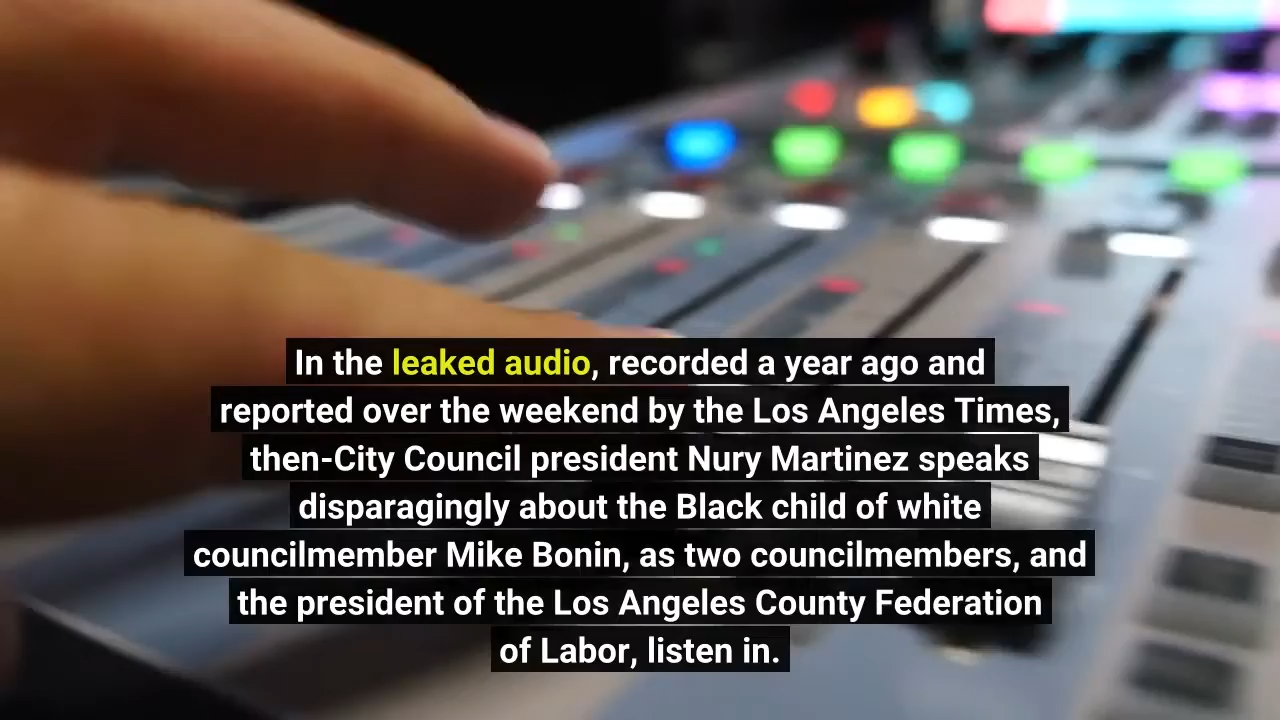 In the leaked audio, recorded a year ago and
reported over the weekend by the Los Angeles Times,
then-City Council president Nury Martinez speaks
disparagingly about the Black child of white
councilmember Mike Bonin, as two councilmembers, and
the president of the Los Angeles County Federation
of Labor, listen in.